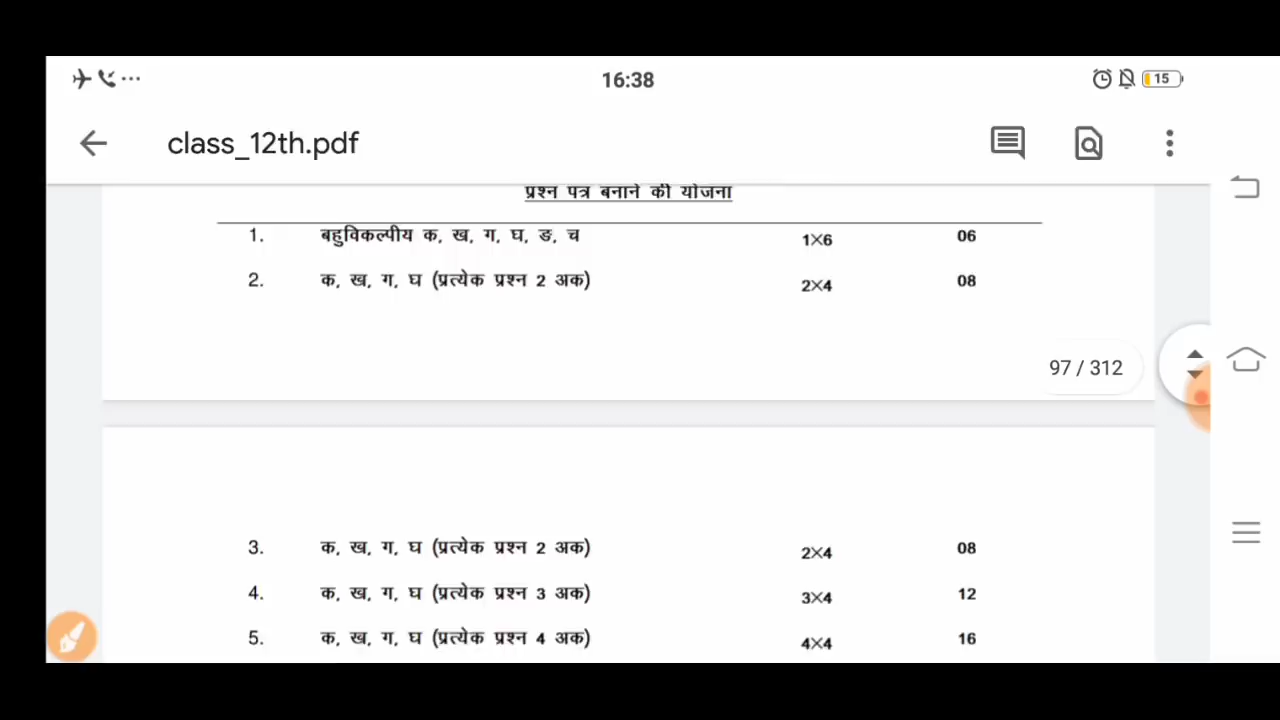 16:38
15
class_12th.pdf
प्रश्न पत्र बनाने की योजना
1. बहुविकल्पीय क, ख, ग, घ, ङ, च 1×6 06
2. क, ख, ग, घ (प्रत्येक प्रश्न 2 अक) 2×4 08
97 / 312
3. क, ख, ग, घ (प्रत्येक प्रश्न 2 अक) 2×4 08
4. क, ख, ग, घ (प्रत्येक प्रश्न 3 अक) 3×4 12
5. क, ख, ग, घ (प्रत्येक प्रश्न 4 अक) 4×4 16